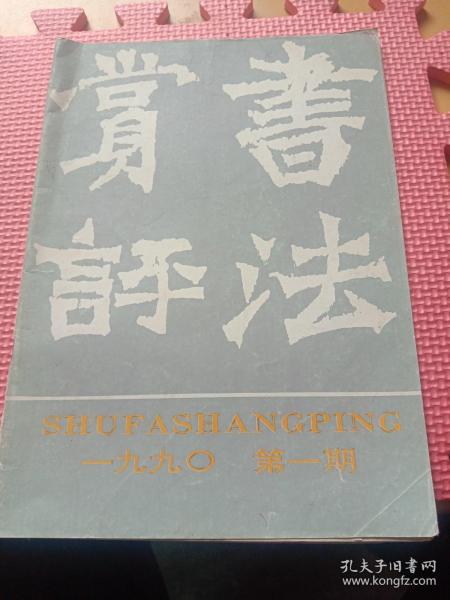 書法
賞評
SHUFASHANGPING
一九九〇 第一期
孔夫子旧书网
www.kongfz.com